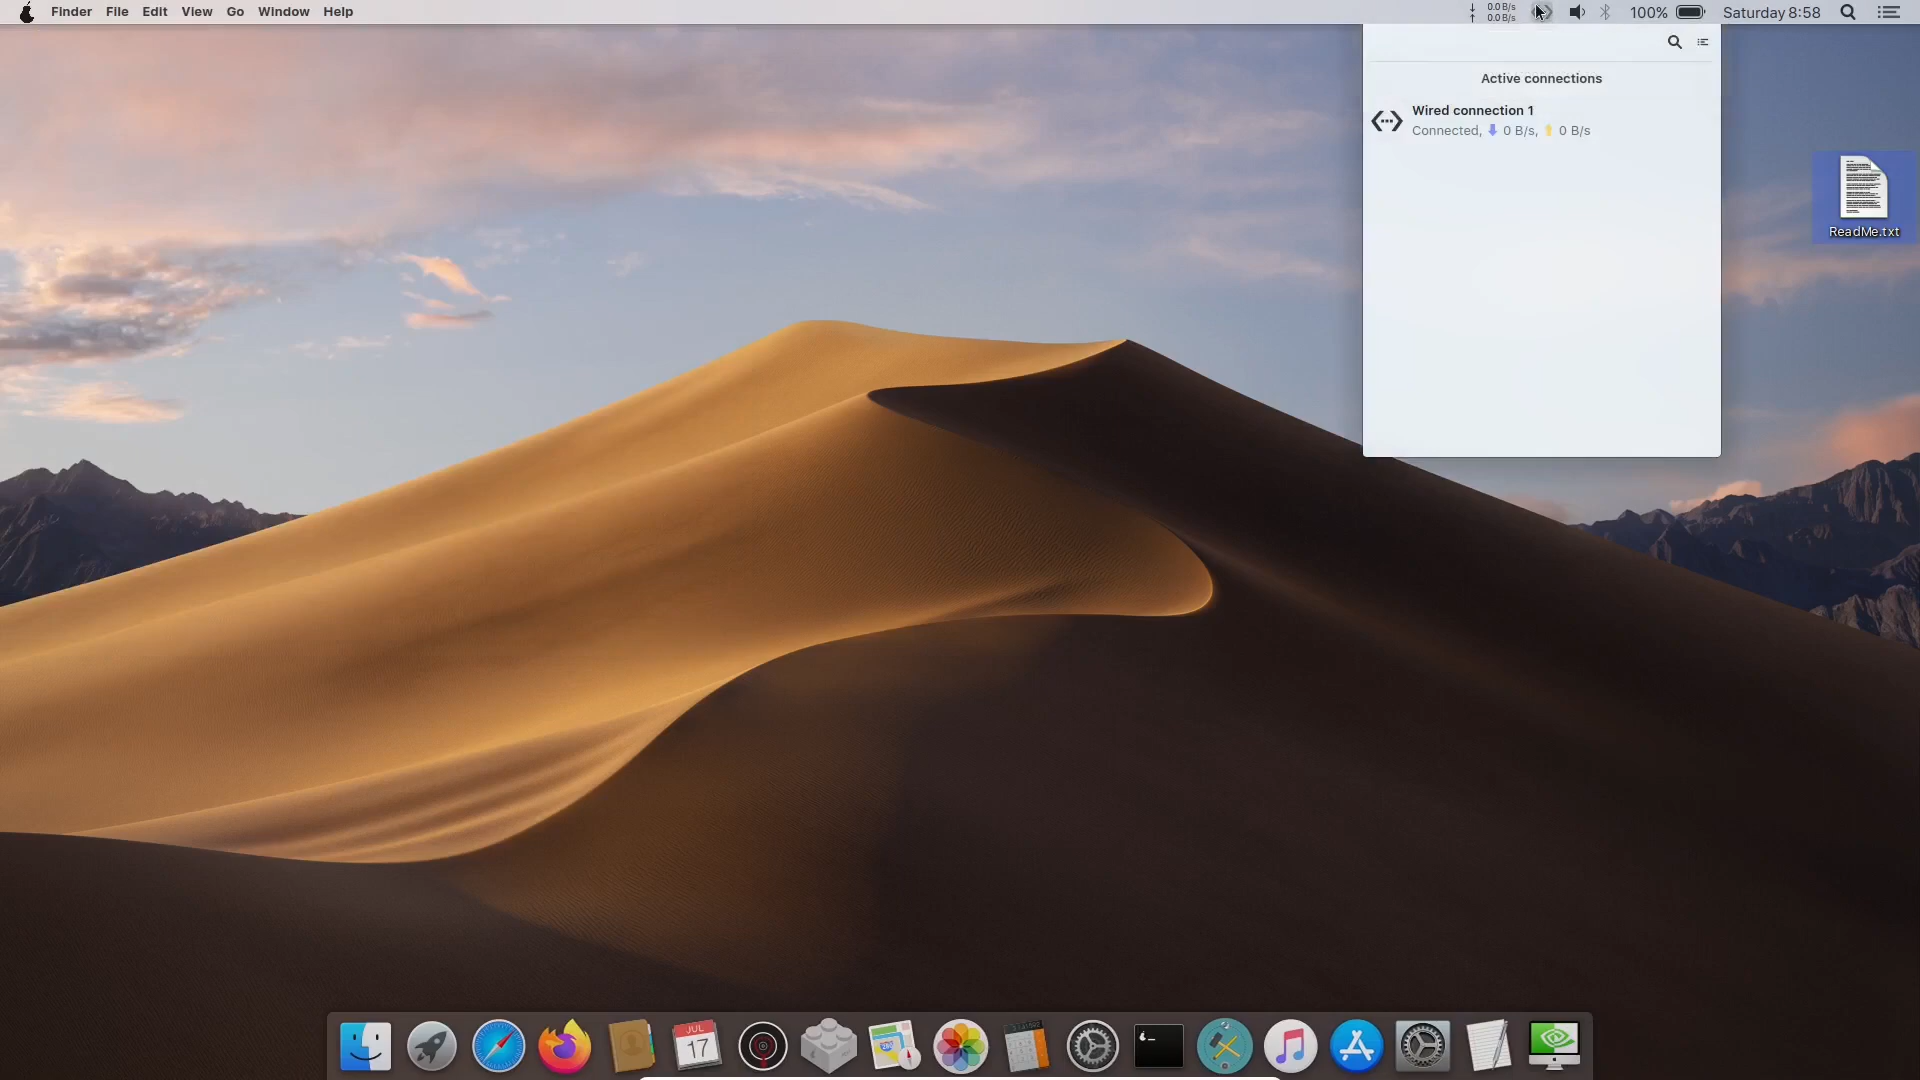 Finder File Edit View Go Window Help
0.0 B/s
0.0 B/s
100% Saturday 8:58
Active connections
Wired connection 1
Connected, 0 B/s, 0 B/s
ReadMe.txt
JUL
17